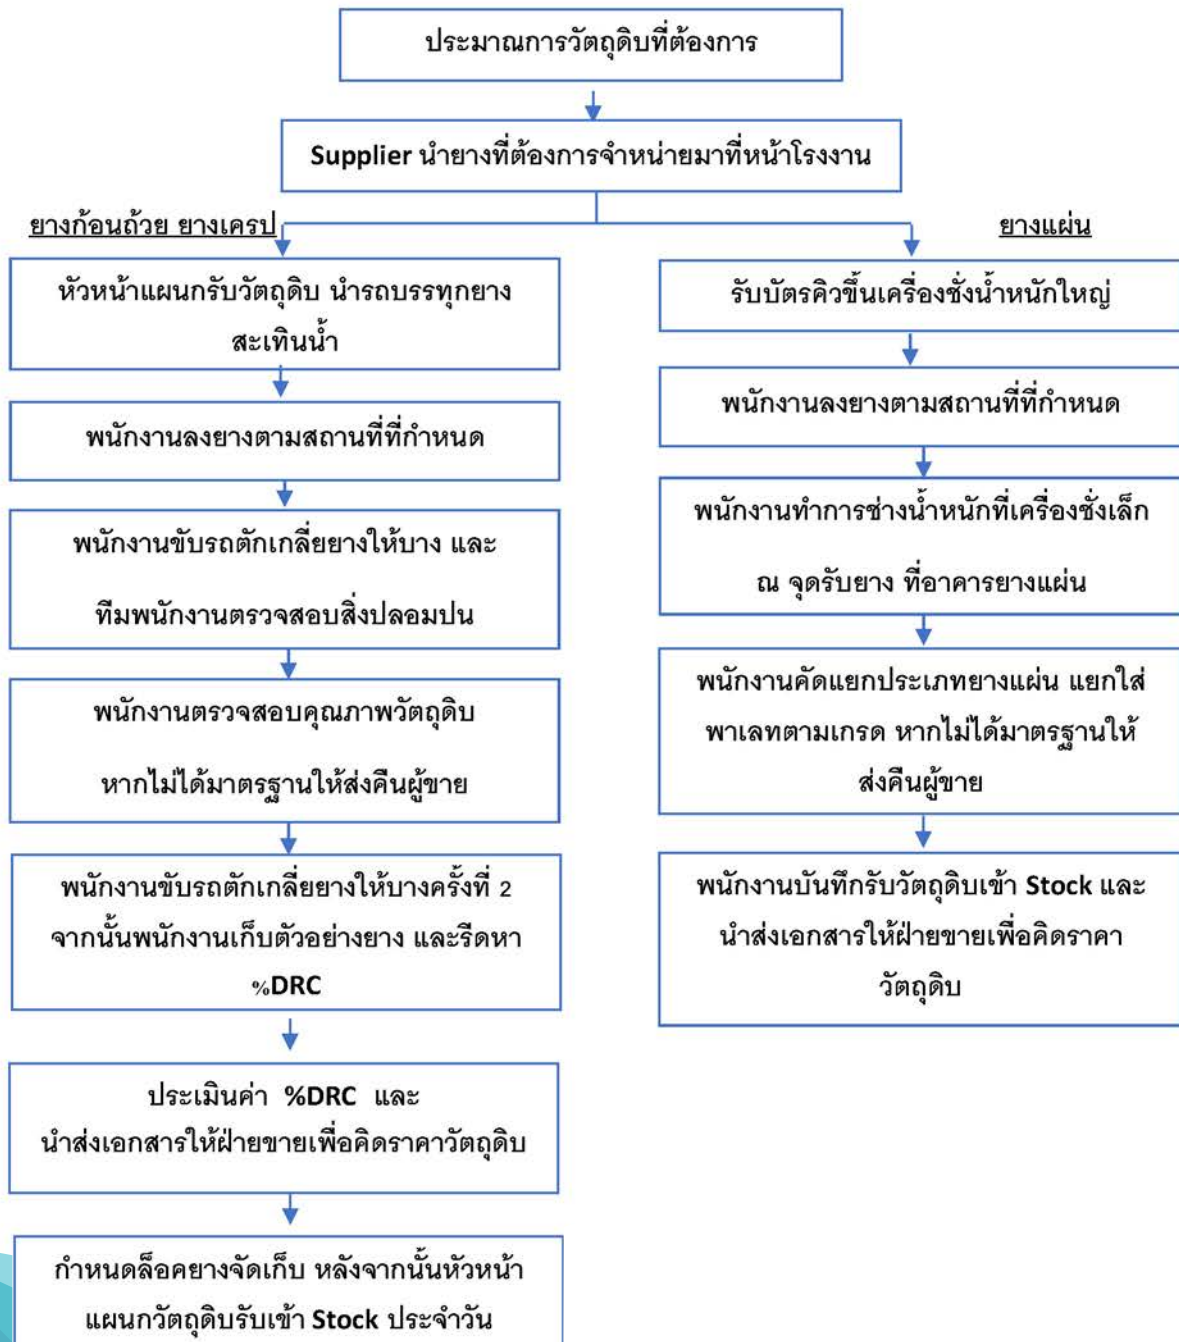 ประมาณการวัตถุดิบที่ต้องการ
Supplier นำยางที่ต้องการจำหน่ายมาที่หน้าโรงงาน
ยางก้อนถ้วย ยางเครป
หัวหน้าแผนกรับวัตถุดิบ นำรถบรรทุกยาง
สะเทินน้ำ
พนักงานลงยางตามสถานที่ที่กำหนด
พนักงานขับรถตักเกลี่ยยางให้บาง และ
ทีมพนักงานตรวจสอบสิ่งปลอมปน
พนักงานตรวจสอบคุณภาพวัตถุดิบ
หากไม่ได้มาตรฐานให้ส่งคืนผู้ขาย
พนักงานขับรถตักเกลี่ยยางให้บางครั้งที่ 2
จากนั้นพนักงานเก็บตัวอย่างยาง และรีดหา
%DRC
ประเมินค่า %DRC และ
นำส่งเอกสารให้ฝ่ายขายเพื่อคิดราคาวัตถุดิบ
กำหนดล็อคยางจัดเก็บ หลังจากนั้นหัวหน้า
แผนกวัตถุดิบรับเข้า Stock ประจำวัน
ยางแผ่น
รับบัตรคิวขึ้นเครื่องชั่งน้ำหนักใหญ่
พนักงานลงยางตามสถานที่ที่กำหนด
พนักงานทำการช่างน้ำหนักที่เครื่องชั่งเล็ก
ณ จุดรับยาง ที่อาคารยางแผ่น
พนักงานคัดแยกประเภทยางแผ่น แยกใส่
พาเลทตามเกรด หากไม่ได้มาตรฐานให้
ส่งคืนผู้ขาย
พนักงานบันทึกรับวัตถุดิบเข้า Stock และ
นำส่งเอกสารให้ฝ่ายขายเพื่อคิดราคา
วัตถุดิบ